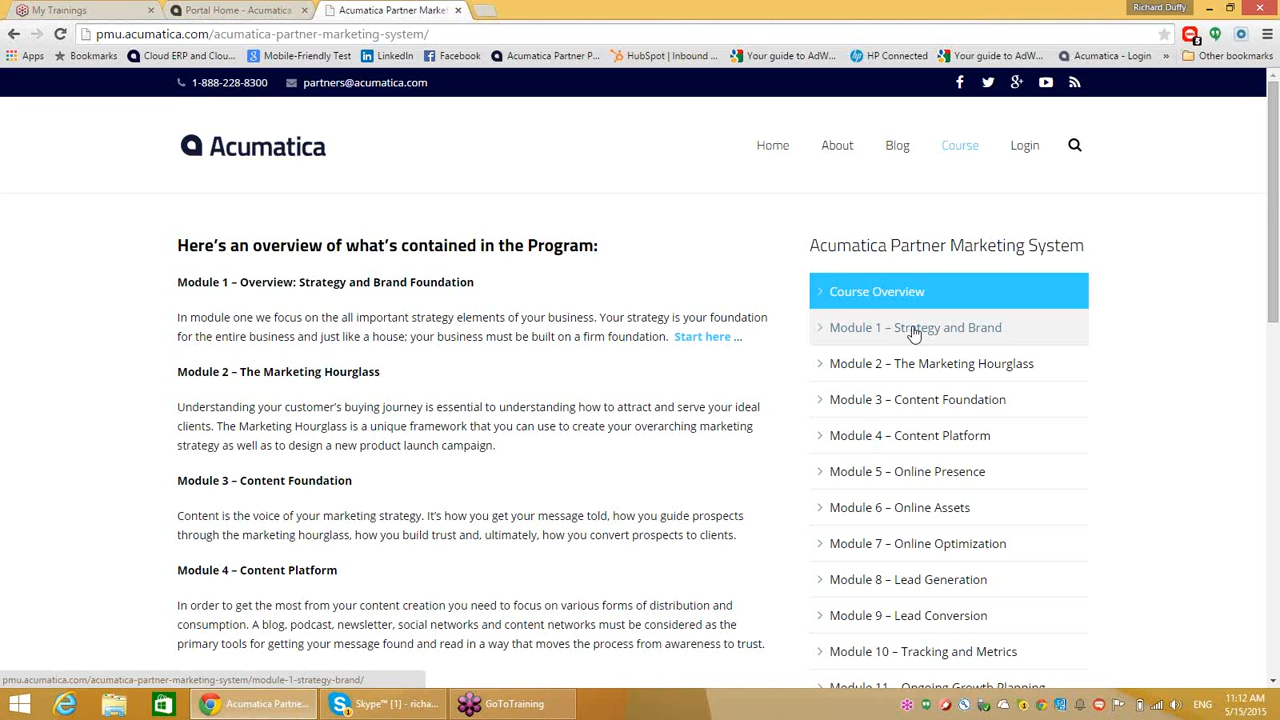 My Trainings
Portal Home - Acumatica
Acumatica Partner Marke
Richard Duffy
pmu.acumatica.com/acumatica-partner-marketing-system/
Apps
Bookmarks
Cloud ERP and Clou
Mobile-Friendly Test
LinkedIn
Facebook
Acumatica Partner P...
HubSpot | Inbound
Your guide to AdW...
HP Connected
Your guide to AdW...
Acumatica - Login
»
Other bookmarks
1-888-228-8300
partners@acumatica.com
Acumatica
Home
About
Blog
Course
Login
Here's an overview of what's contained in the Program:
Module 1 – Overview: Strategy and Brand Foundation
In module one we focus on the all important strategy elements of your business. Your strategy is your foundation
for the entire business and just like a house; your business must be built on a firm foundation. Start here ...
Module 2 – The Marketing Hourglass
Understanding your customer's buying journey is essential to understanding how to attract and serve your ideal
clients. The Marketing Hourglass is a unique framework that you can use to create your overarching marketing
strategy as well as to design a new product launch campaign.
Module 3 – Content Foundation
Content is the voice of your marketing strategy. It's how you get your message told, how you guide prospects
through the marketing hourglass, how you build trust and, ultimately, how you convert prospects to clients.
Module 4 – Content Platform
In order to get the most from your content creation you need to focus on various forms of distribution and
consumption. A blog, podcast, newsletter, social networks and content networks must be considered as the
primary tools for getting your message found and read in a way that moves the process from awareness to trust.
Acumatica Partner Marketing System
Course Overview
Module 1 – Strategy and Brand
Module 2 – The Marketing Hourglass
Module 3 – Content Foundation
Module 4 – Content Platform
Module 5 – Online Presence
Module 6 – Online Assets
Module 7 – Online Optimization
Module 8 – Lead Generation
Module 9 – Lead Conversion
Module 10 – Tracking and Metrics
Module 11 – Ongoing Growth Planning
pmu.acumatica.com/acumatica-partner-marketing-system/module-1-strategy-brand/
Acumatica Partne...
Skype™ [1] - richa...
GoToTraining
ENG
11:12 AM
5/15/2015